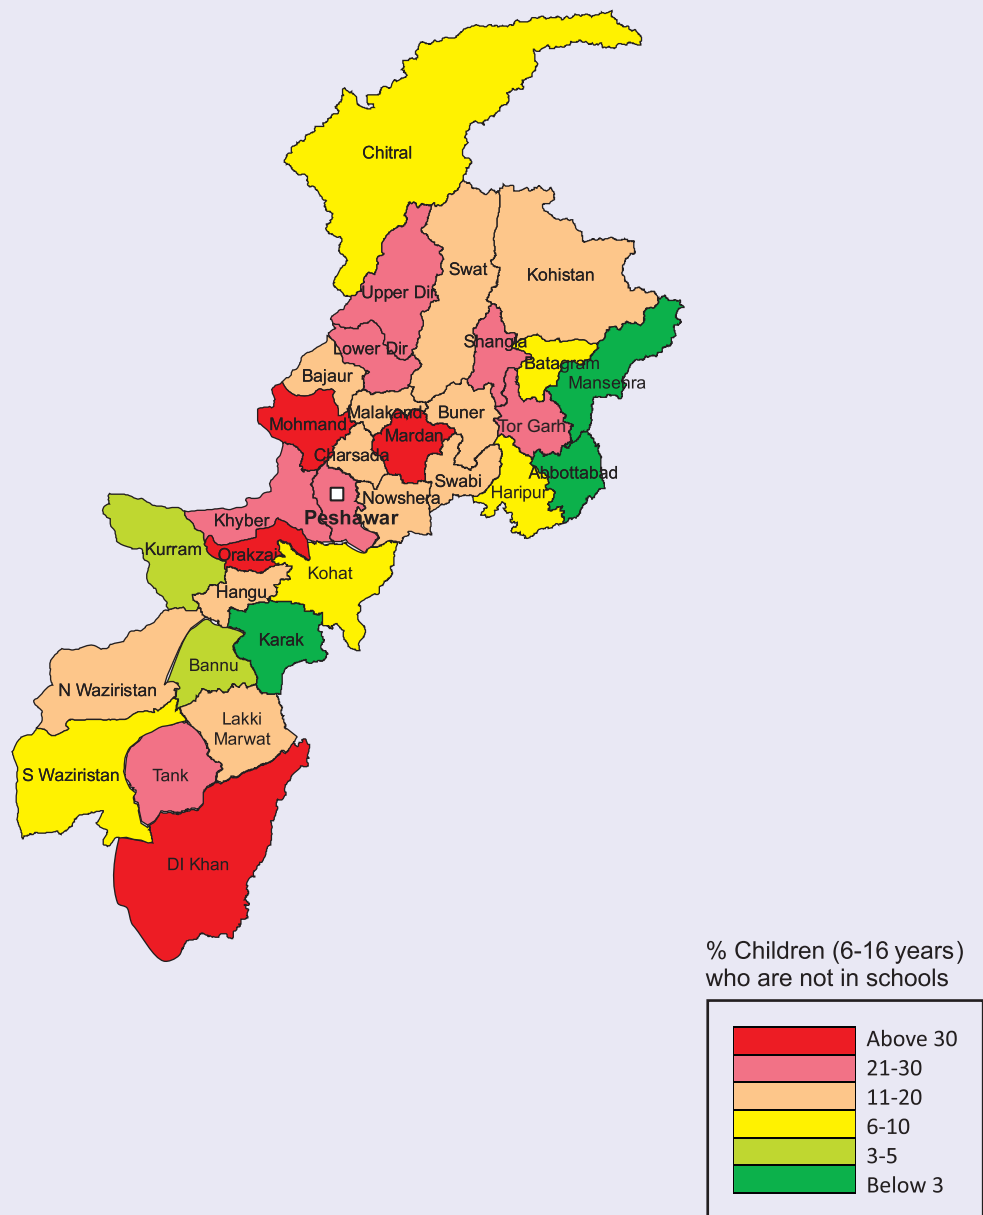 Chitral
Swat
Kohistan
Upper Dir
Shangla
Lower Dir
Batagram
Bajaur
Mansehra
Malakand
Buner
Mohmand
Tor Garh
Mardan
Charsada
Abbottabad
Swabi
Haripur
Nowshera
Peshawar
Khyber
Kurram
Orakzai
Kohat
Hangu
Karak
Bannu
N Waziristan
Lakki
Marwat
S Waziristan
Tank
DI Khan
% Children (6-16 years)
who are not in schools
Above 30
21-30
11-20
6-10
3-5
Below 3